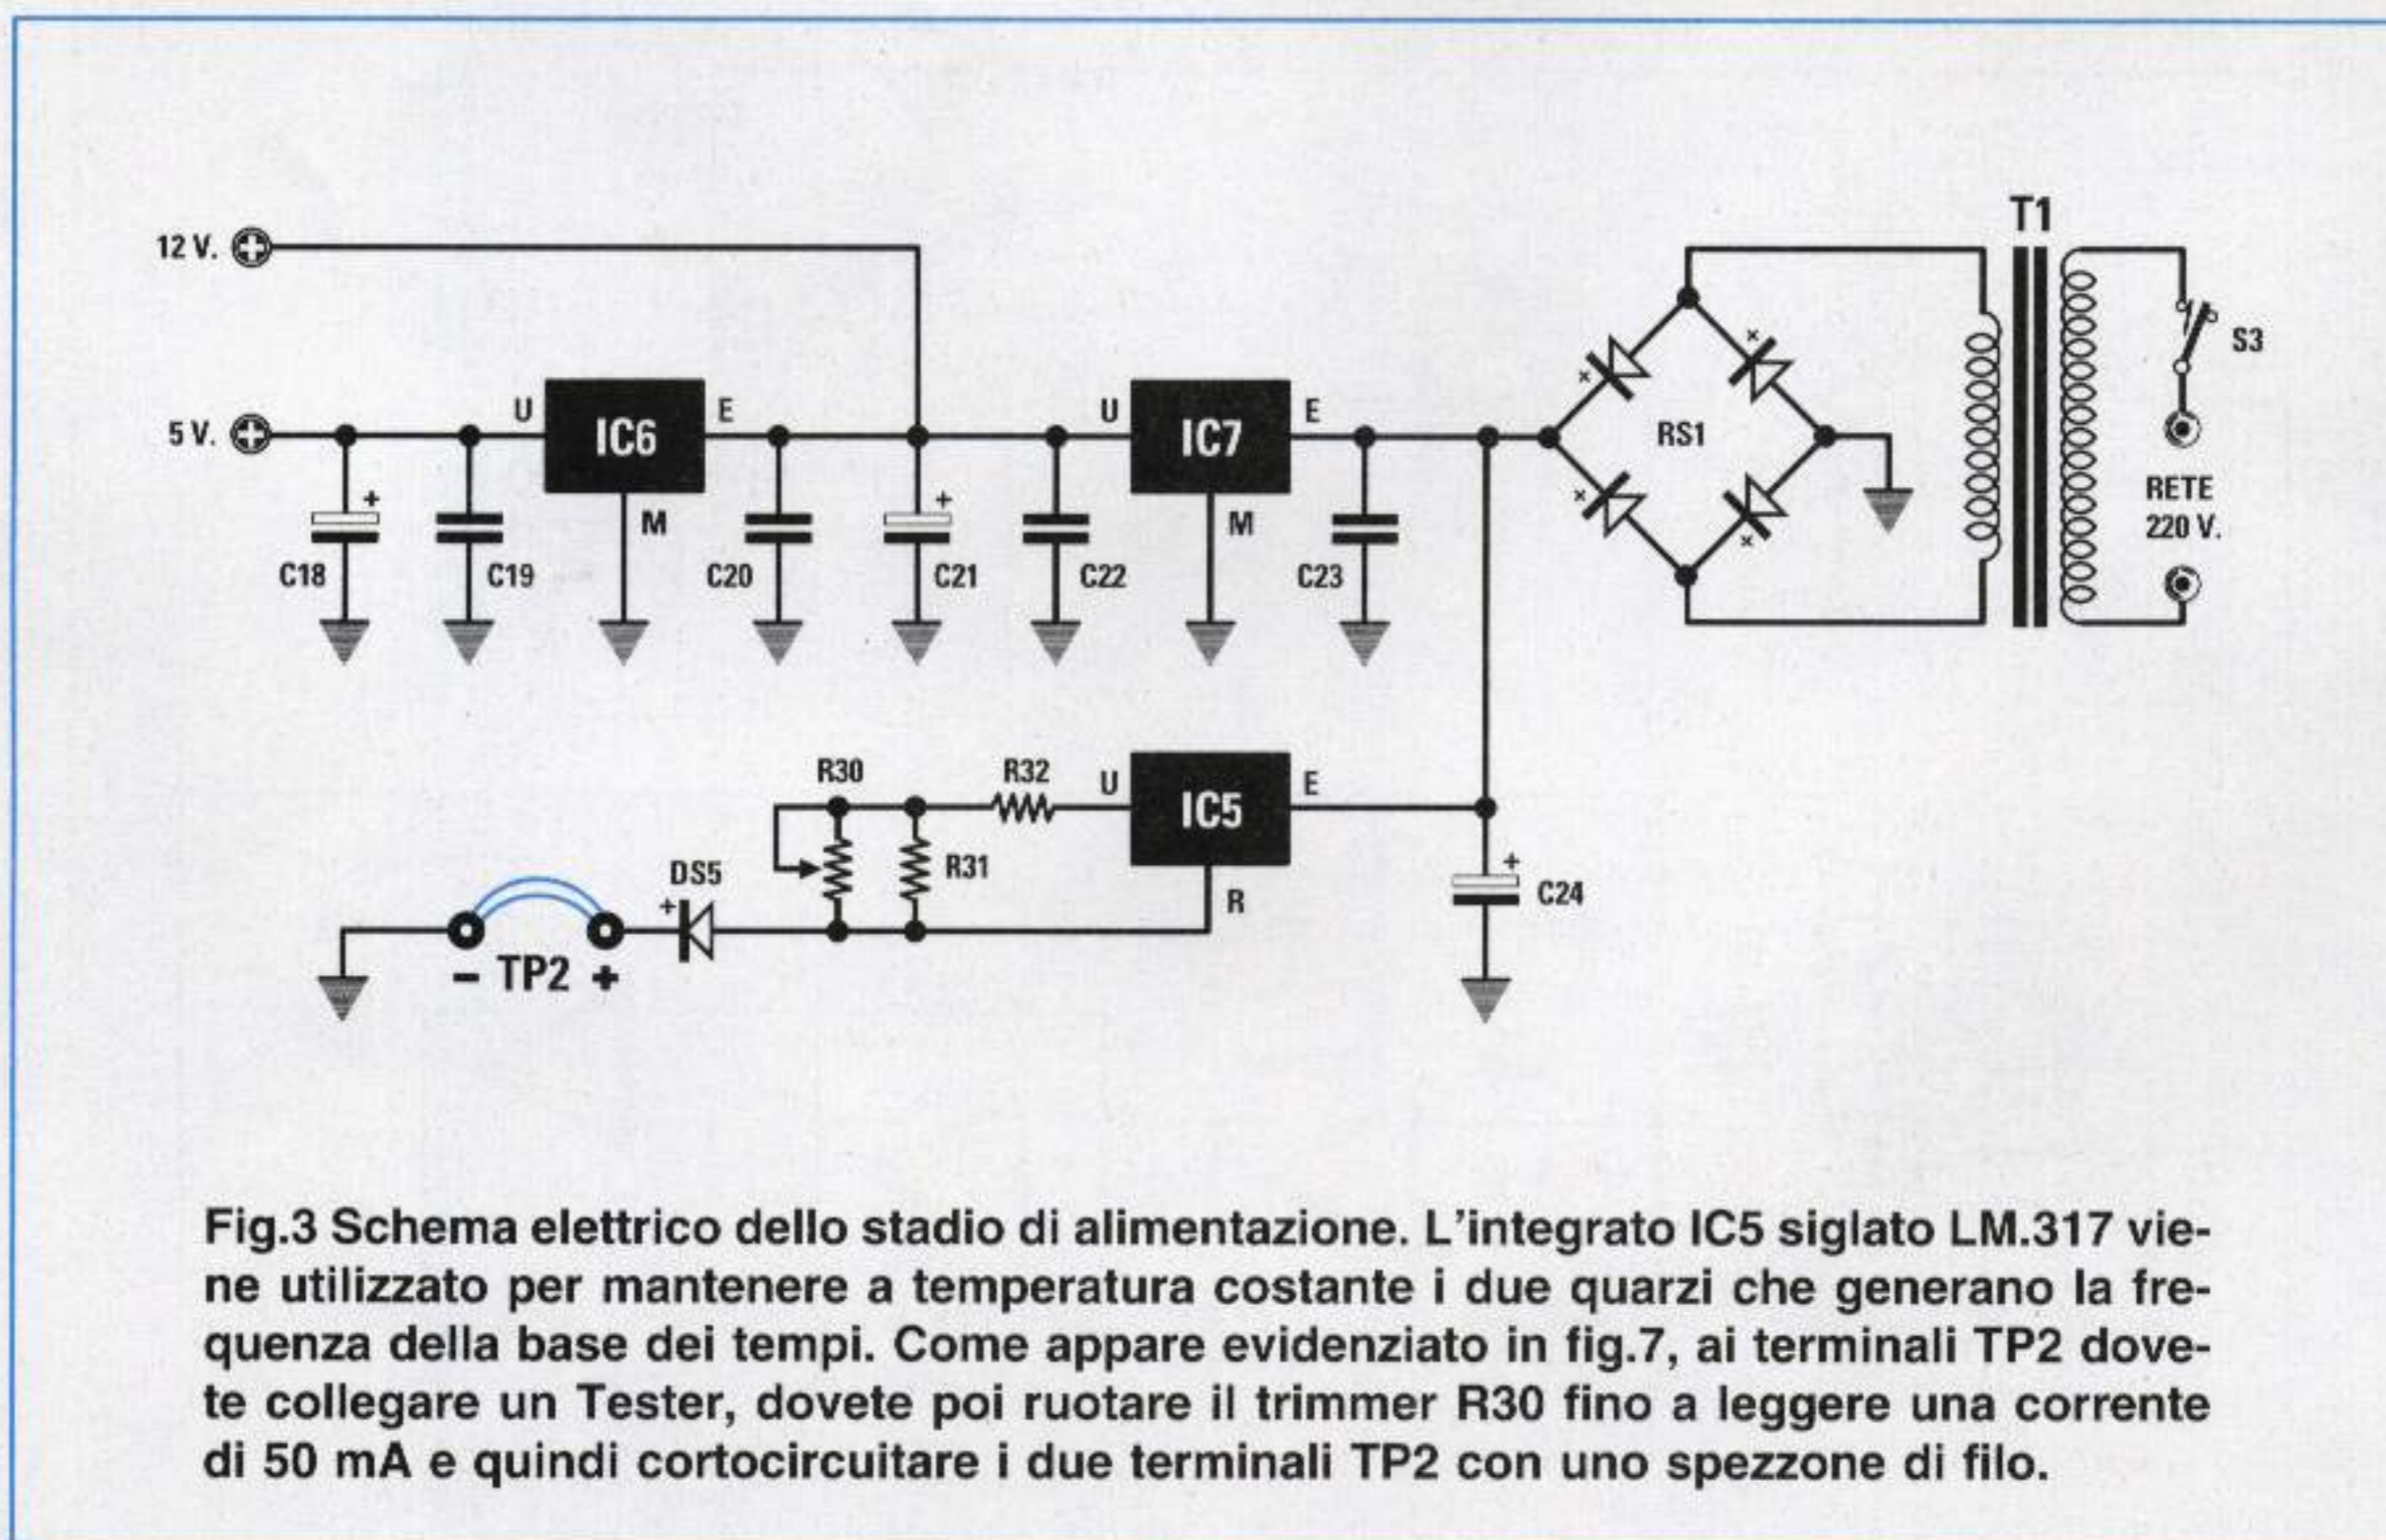 T1
12 V.
S3
5 V.
U
IC6
E
U
IC7
E
RS1
RETE
220 V.
+
M
+
M
C18
C19
C20
C21
C22
C23
R30
R32
U
IC5
E
DS5
+
R31
R
+
C24
- TP2 +
Fig.3 Schema elettrico dello stadio di alimentazione. L'integrato IC5 siglato LM.317 vie-
ne utilizzato per mantenere a temperatura costante i due quarzi che generano la fre-
quenza della base dei tempi. Come appare evidenziato in fig.7, ai terminali TP2 dove-
te collegare un Tester, dovete poi ruotare il trimmer R30 fino a leggere una corrente
di 50 mA e quindi cortocircuitare i due terminali TP2 con uno spezzone di filo.